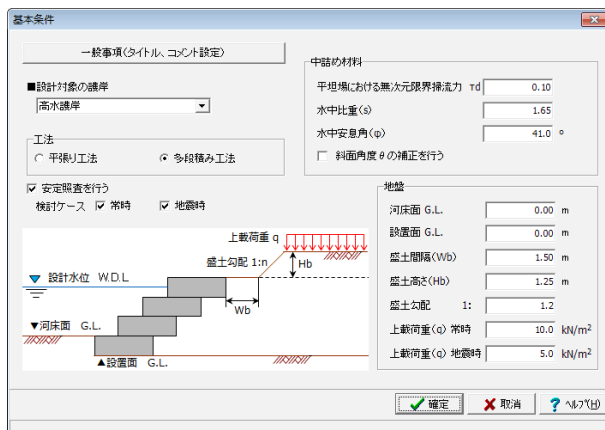 基本条件
一般事項(タイトル、コメント設定)
■設計対象の護岸
高水護岸
工法
平張り工法
多段積み工法
安定照査を行う
検討ケース 常時 地震時
中詰め材料
平坦場における無次元限界掃流力 τd 0.10
水中比重(s) 1.65
水中安息角(φ) 41.0 °
斜面角度θの補正を行う
地盤
河床面 G.L. 0.00 m
設置面 G.L. 0.00 m
盛土間隔(Wb) 1.50 m
盛土高さ(Hb) 1.25 m
盛土勾配 1: 1.2
上載荷重(q) 常時 10.0 kN/m²
上載荷重(q) 地震時 5.0 kN/m²
上載荷重 q
盛土勾配 1:n
Hb
設計水位 W.D.L
Wb
▼河床面 G.L.
▲設置面 G.L.
確定
取消
ヘルプ(H)